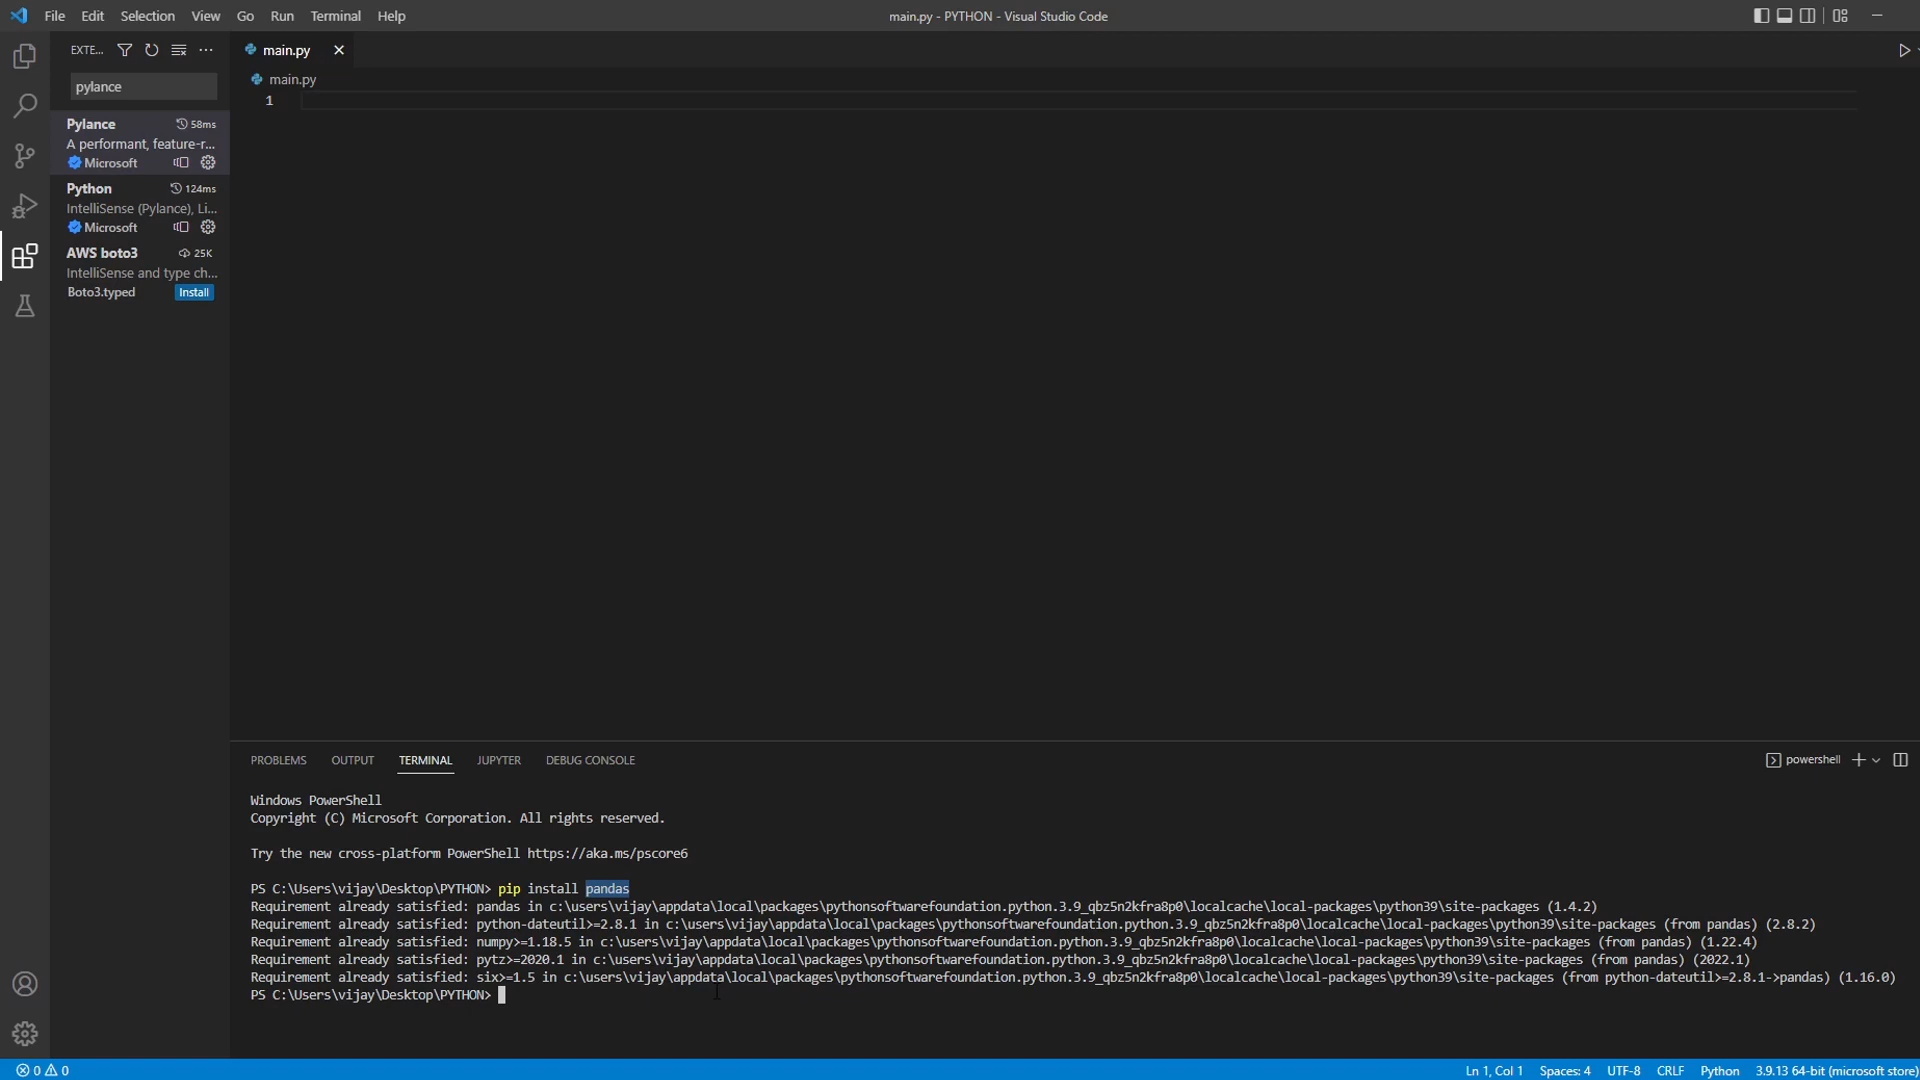 File Edit Selection View Go Run Terminal Help
main.py - PYTHON - Visual Studio Code
EXTE...
main.py
pylance
main.py
1
Pylance 58ms
A performant, feature-r...
Microsoft
Python 124ms
IntelliSense (Pylance), Li...
Microsoft
AWS boto3 25K
IntelliSense and type ch...
Boto3.typed Install
PROBLEMS OUTPUT TERMINAL JUPYTER DEBUG CONSOLE
powershell
Windows PowerShell
Copyright (C) Microsoft Corporation. All rights reserved.
Try the new cross-platform PowerShell https://aka.ms/pscore6
PS C:\Users\vijay\Desktop\PYTHON> pip install pandas
Requirement already satisfied: pandas in c:\users\vijay\appdata\local\packages\pythonsoftwarefoundation.python.3.9_qbz5n2kfra8p0\localcache\local-packages\python39\site-packages (1.4.2)
Requirement already satisfied: python-dateutil>=2.8.1 in c:\users\vijay\appdata\local\packages\pythonsoftwarefoundation.python.3.9_qbz5n2kfra8p0\localcache\local-packages\python39\site-packages (from pandas) (2.8.2)
Requirement already satisfied: numpy>=1.18.5 in c:\users\vijay\appdata\local\packages\pythonsoftwarefoundation.python.3.9_qbz5n2kfra8p0\localcache\local-packages\python39\site-packages (from pandas) (1.22.4)
Requirement already satisfied: pytz>=2020.1 in c:\users\vijay\appdata\local\packages\pythonsoftwarefoundation.python.3.9_qbz5n2kfra8p0\localcache\local-packages\python39\site-packages (from pandas) (2022.1)
Requirement already satisfied: six>=1.5 in c:\users\vijay\appdata\local\packages\pythonsoftwarefoundation.python.3.9_qbz5n2kfra8p0\localcache\local-packages\python39\site-packages (from python-dateutil>=2.8.1->pandas) (1.16.0)
PS C:\Users\vijay\Desktop\PYTHON>
0 0
Ln 1, Col 1 Spaces: 4 UTF-8 CRLF Python 3.9.13 64-bit (microsoft store)